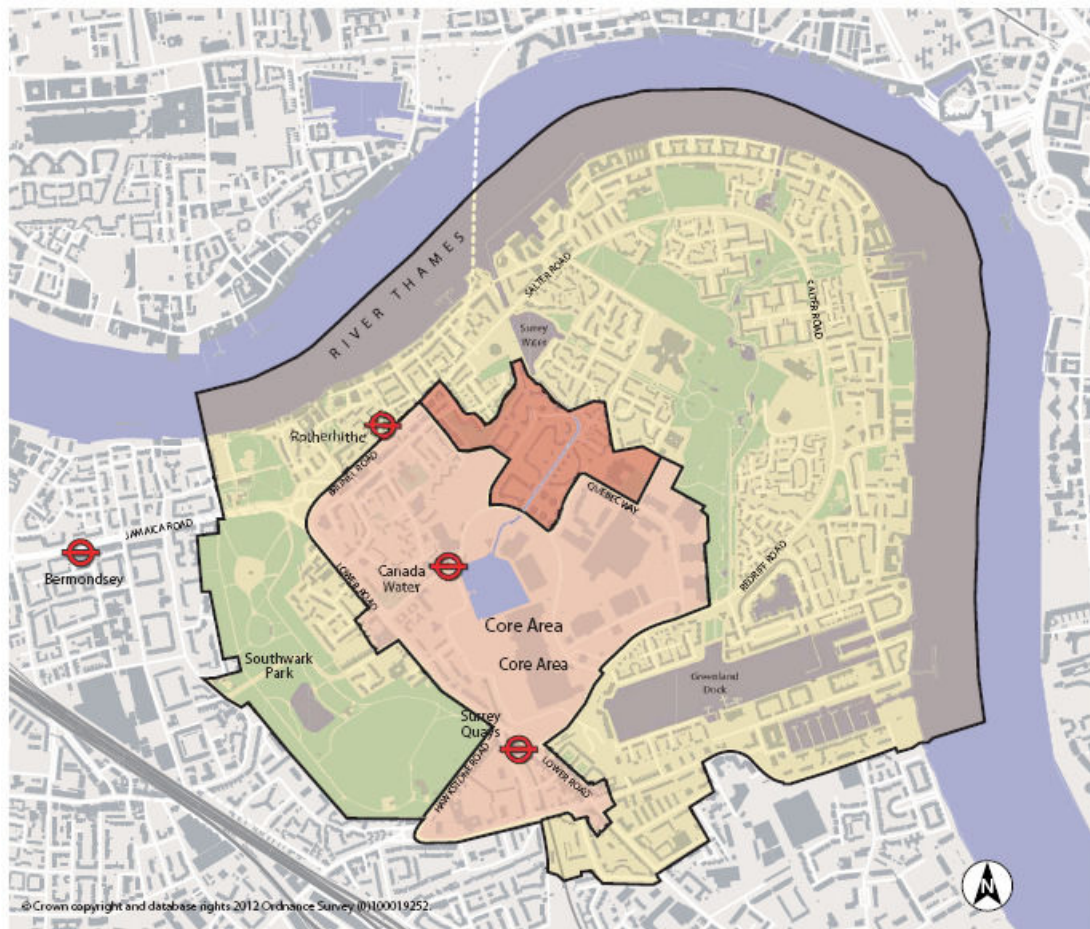 RIVER THAMES
SALTER ROAD
SALTER ROAD
Surrey
Water
Rotherhithe
BRUNEL ROAD
QUEBEC WAY
JAMAICA ROAD
Bermondsey
Canada
Water
LOWER ROAD
REDRIFF ROAD
Core Area
Core Area
Southwark
Park
Greenland
Dock
Surrey
Quays
HAWKSTONE ROAD
LOWER ROAD
N
© Crown copyright and database rights 2012 Ordnance Survey (0)100019252.